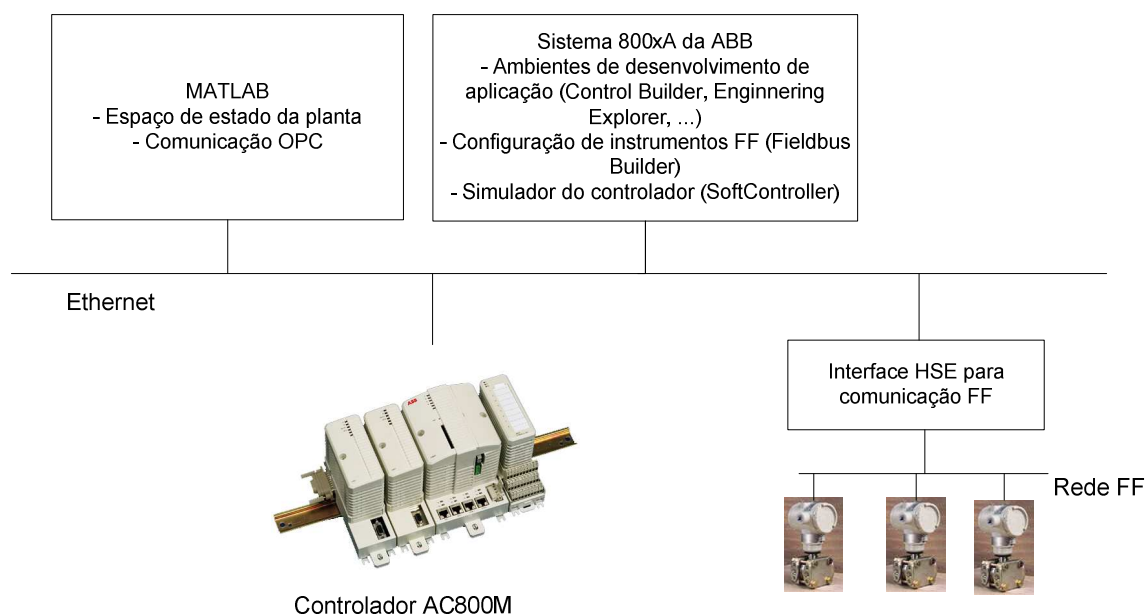 MATLAB
- Espaço de estado da planta
- Comunicação OPC
Sistema 800xA da ABB
- Ambientes de desenvolvimento de
aplicação (Control Builder, Enginnering
Explorer, ...)
- Configuração de instrumentos FF (Fieldbus
Builder)
- Simulador do controlador (SoftController)
Ethernet
Interface HSE para
comunicação FF
Rede FF
ABB
Controlador AC800M